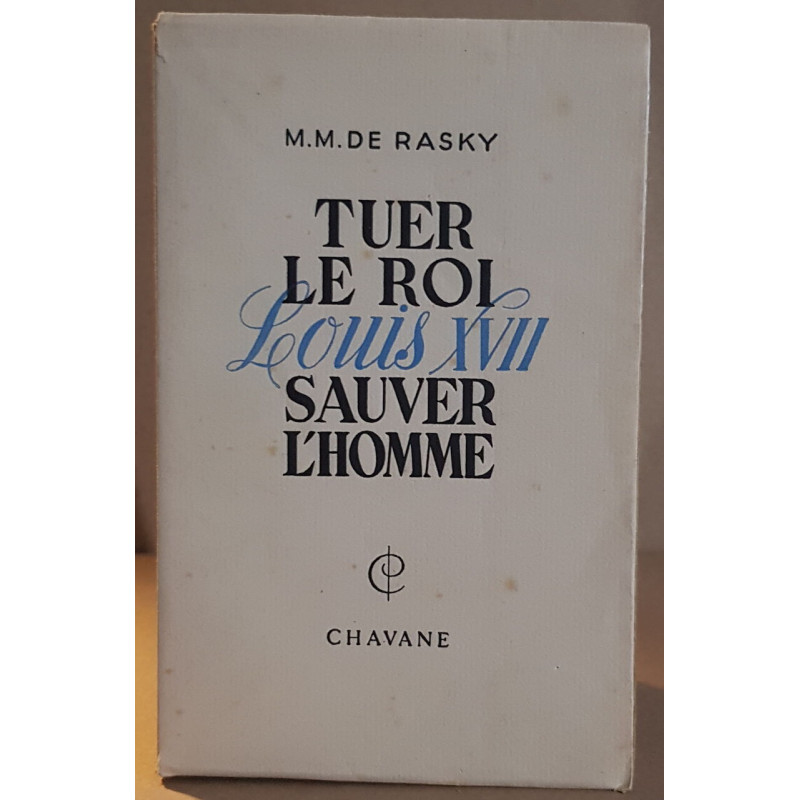 M.M. DE RASKY
TUER
LE ROI
Louis XVII
SAUVER
L'HOMME
CHAVANE